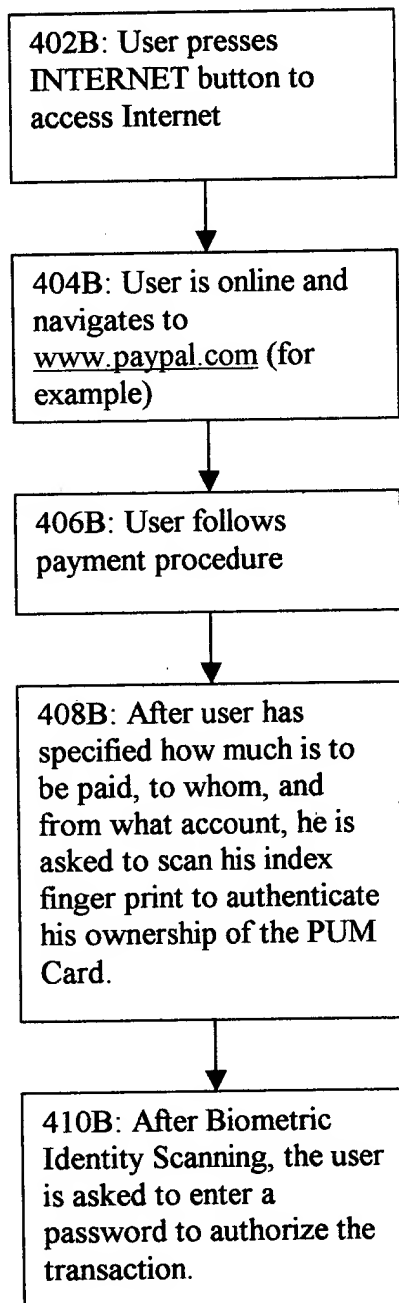 402B: User presses
INTERNET button to
access Internet
404B: User is online and
navigates to
www.paypal.com (for
example)
406B: User follows
payment procedure
408B: After user has
specified how much is to
be paid, to whom, and
from what account, he is
asked to scan his index
finger print to authenticate
his ownership of the PUM
Card.
410B: After Biometric
Identity Scanning, the user
is asked to enter a
password to authorize the
transaction.